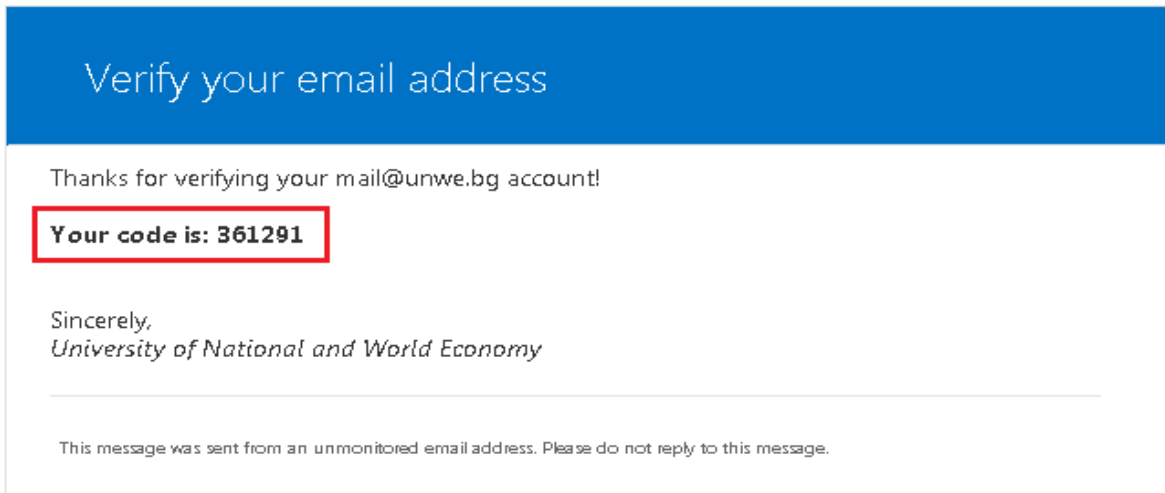 Verify your email address
Thanks for verifying your mail@unwe.bg account!
Your code is: 361291
Sincerely,
University of National and World Economy
This message was sent from an unmonitored email address. Please do not reply to this message.